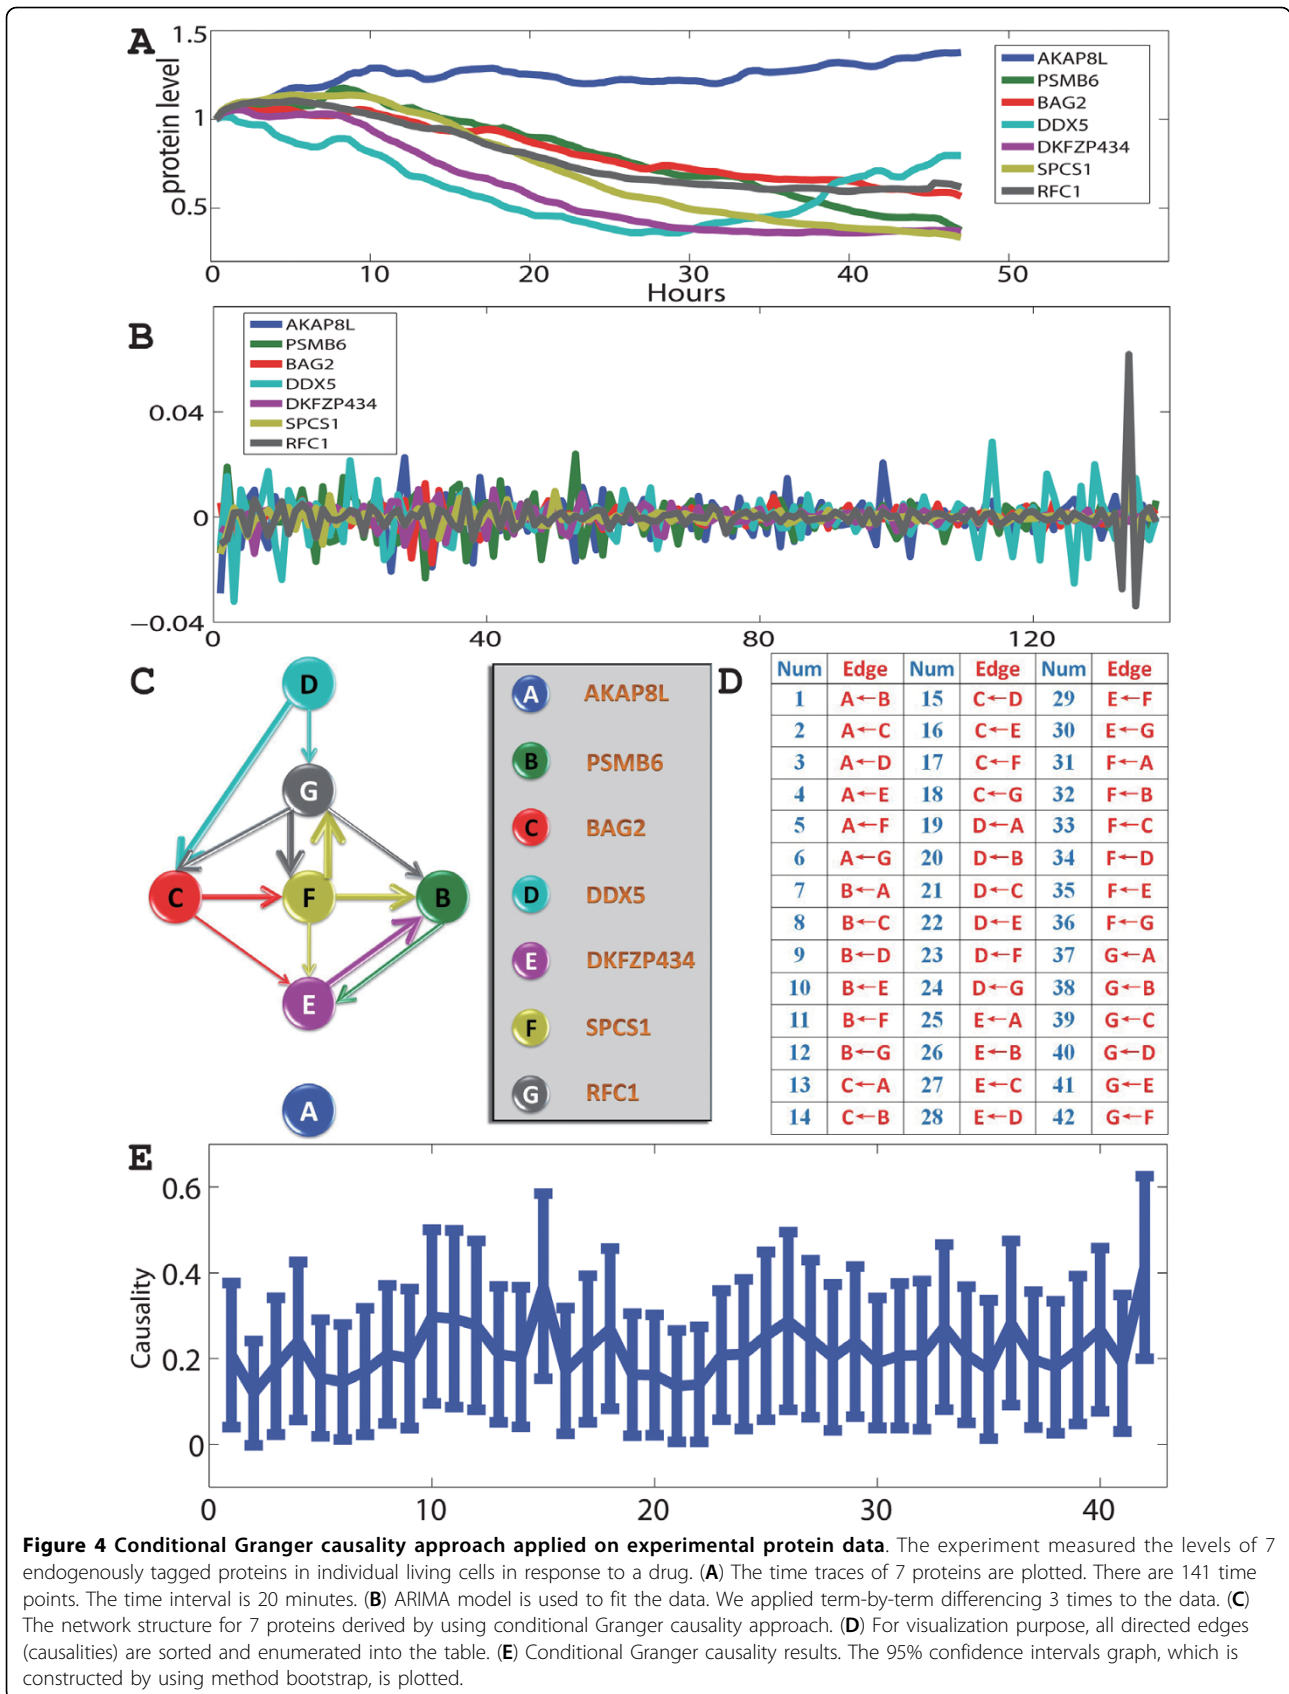 A
1.5
1
0.5
protein level
0 10 20 30 40 50
Hours
AKAP8L
PSMB6
BAG2
DDX5
DKFZP434
SPCS1
RFC1
B
AKAP8L
PSMB6
BAG2
DDX5
DKFZP434
SPCS1
RFC1
0.04
0
−0.04
0 40 80 120
C
D
G
C
F
B
E
A
A AKAP8L
B PSMB6
C BAG2
D DDX5
E DKFZP434
F SPCS1
G RFC1
D
Num Edge Num Edge Num Edge
1 A←B 15 C←D 29 E←F
2 A←C 16 C←E 30 E←G
3 A←D 17 C←F 31 F←A
4 A←E 18 C←G 32 F←B
5 A←F 19 D←A 33 F←C
6 A←G 20 D←B 34 F←D
7 B←A 21 D←C 35 F←E
8 B←C 22 D←E 36 F←G
9 B←D 23 D←F 37 G←A
10 B←E 24 D←G 38 G←B
11 B←F 25 E←A 39 G←C
12 B←G 26 E←B 40 G←D
13 C←A 27 E←C 41 G←E
14 C←B 28 E←D 42 G←F
E
0.6
0.4
0.2
0
Causality
0 10 20 30 40
Figure 4 Conditional Granger causality approach applied on experimental protein data. The experiment measured the levels of 7
endogenously tagged proteins in individual living cells in response to a drug. (A) The time traces of 7 proteins are plotted. There are 141 time
points. The time interval is 20 minutes. (B) ARIMA model is used to fit the data. We applied term-by-term differencing 3 times to the data. (C)
The network structure for 7 proteins derived by using conditional Granger causality approach. (D) For visualization purpose, all directed edges
(causalities) are sorted and enumerated into the table. (E) Conditional Granger causality results. The 95% confidence intervals graph, which is
constructed by using method bootstrap, is plotted.